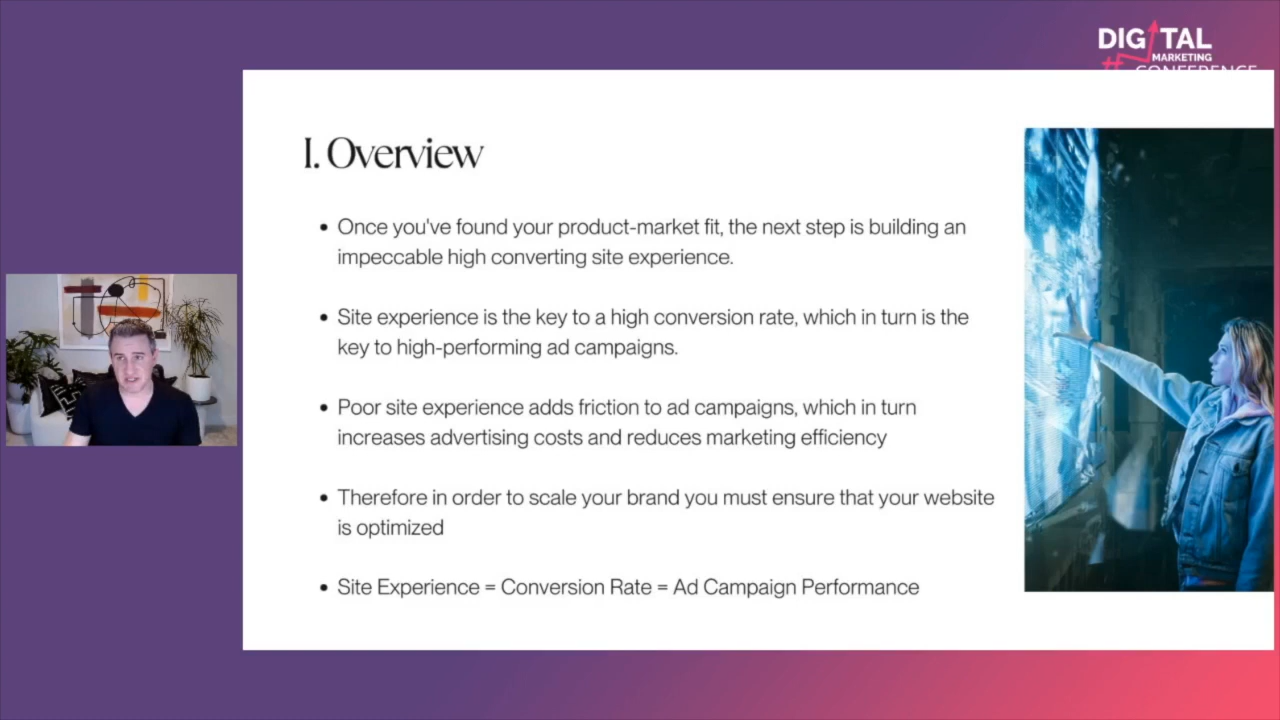 DIGITAL
MARKETING
# CONFERENCE
I. Overview
• Once you've found your product-market fit, the next step is building an
impeccable high converting site experience.
• Site experience is the key to a high conversion rate, which in turn is the
key to high-performing ad campaigns.
• Poor site experience adds friction to ad campaigns, which in turn
increases advertising costs and reduces marketing efficiency
• Therefore in order to scale your brand you must ensure that your website
is optimized
• Site Experience = Conversion Rate = Ad Campaign Performance